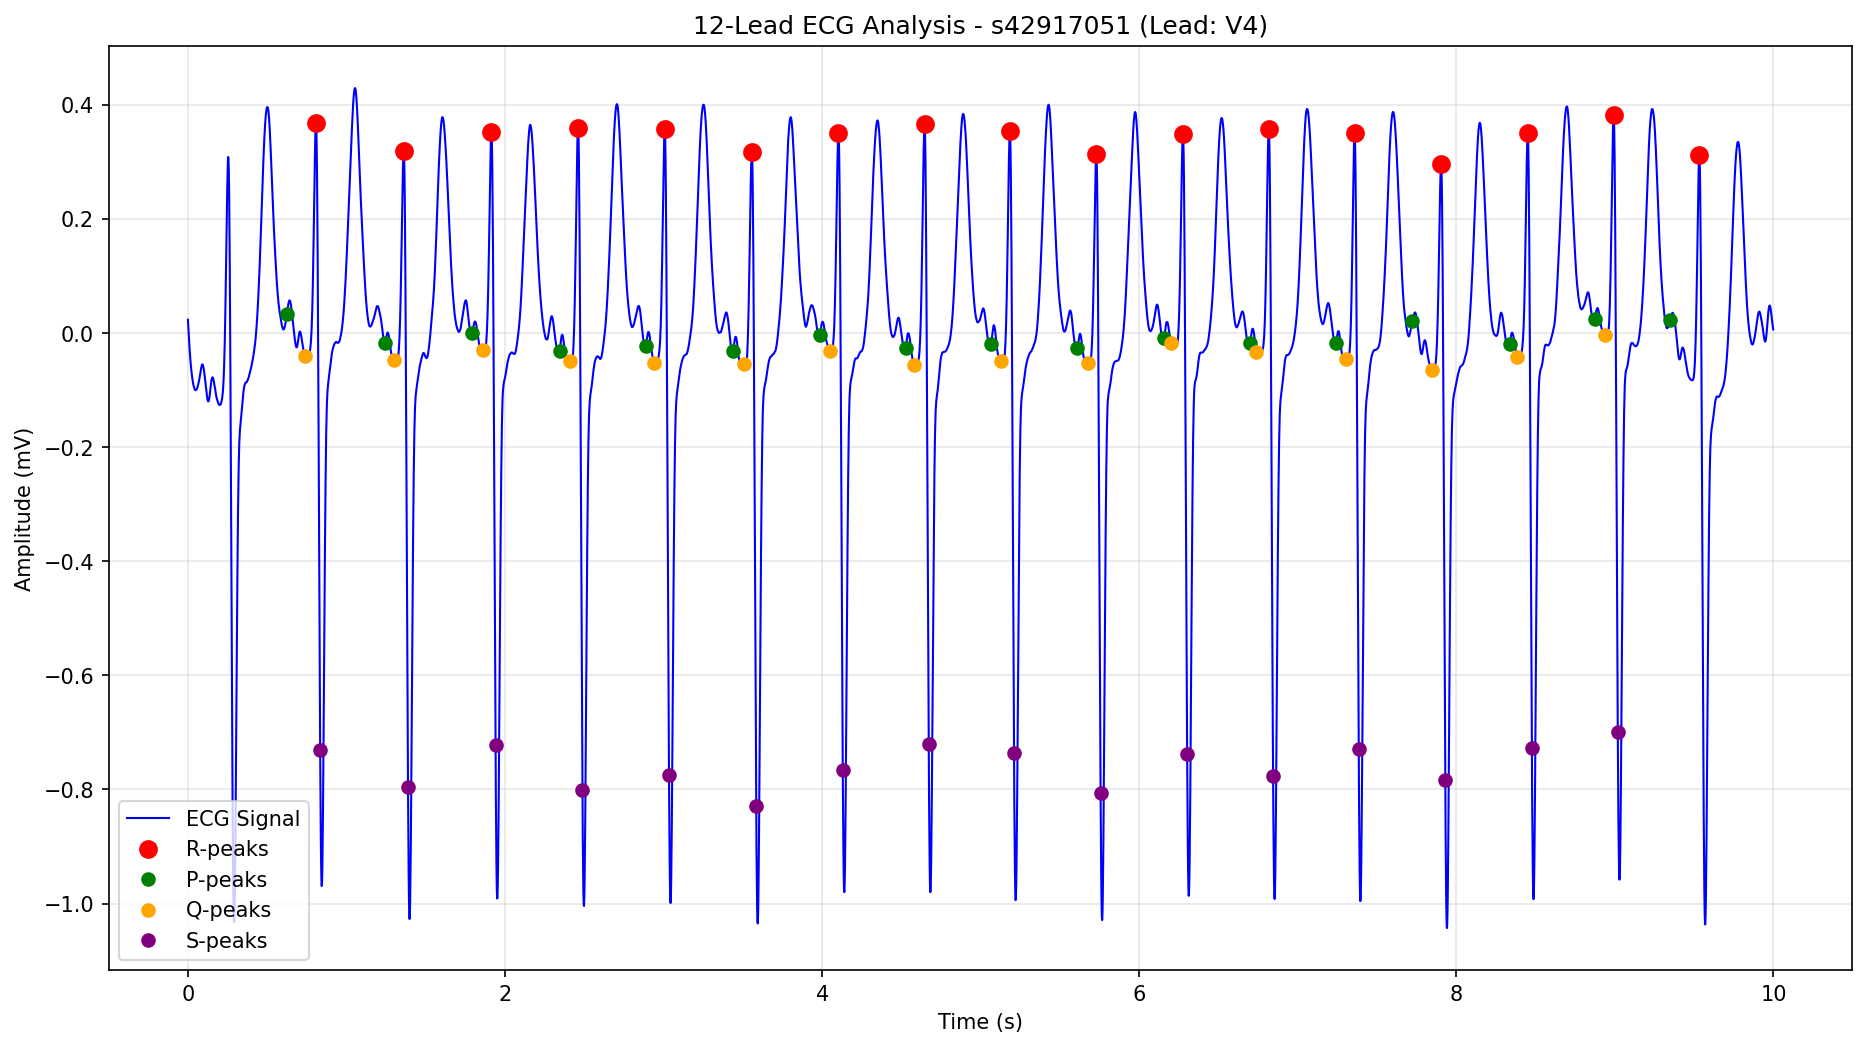 12-Lead ECG Analysis - s42917051 (Lead: V4)
0.4
0.2
0.0
−0.2
−0.4
−0.6
−0.8
−1.0
Amplitude (mV)
ECG Signal
R-peaks
P-peaks
Q-peaks
S-peaks
0 2 4 6 8 10
Time (s)